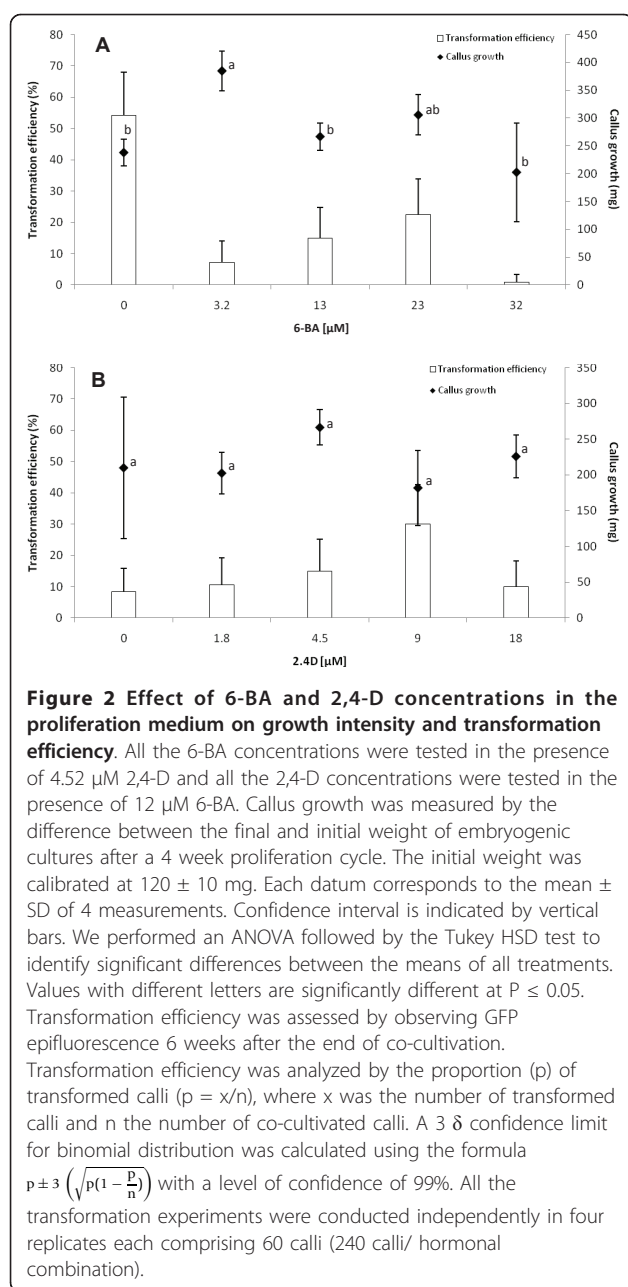 A
Transformation efficiency
Callus growth
Transformation efficiency (%)
Callus growth (mg)
80
70
60
50
40
30
20
10
0
450
400
350
300
250
200
150
100
50
0
b
a
b
ab
b
0 3.2 13 23 32
6-BA [µM]
B
Transformation efficiency
Callus growth
Transformation efficiency (%)
Callus growth (mg)
80
70
60
50
40
30
20
10
0
350
300
250
200
150
100
50
0
a
a
a
a
a
0 1.8 4.5 9 18
2.4D [µM]
Figure 2 Effect of 6-BA and 2,4-D concentrations in the
proliferation medium on growth intensity and transformation
efficiency. All the 6-BA concentrations were tested in the presence
of 4.52 µM 2,4-D and all the 2,4-D concentrations were tested in the
presence of 12 µM 6-BA. Callus growth was measured by the
difference between the final and initial weight of embryogenic
cultures after a 4 week proliferation cycle. The initial weight was
calibrated at 120 ± 10 mg. Each datum corresponds to the mean ±
SD of 4 measurements. Confidence interval is indicated by vertical
bars. We performed an ANOVA followed by the Tukey HSD test to
identify significant differences between the means of all treatments.
Values with different letters are significantly different at P ≤ 0.05.
Transformation efficiency was assessed by observing GFP
epifluorescence 6 weeks after the end of co-cultivation.
Transformation efficiency was analyzed by the proportion (p) of
transformed calli (p = x/n), where x was the number of transformed
calli and n the number of co-cultivated calli. A 3 δ confidence limit
for binomial distribution was calculated using the formula
p ± 3 (√p(1 − p/n)) with a level of confidence of 99%. All the
transformation experiments were conducted independently in four
replicates each comprising 60 calli (240 calli/ hormonal
combination).